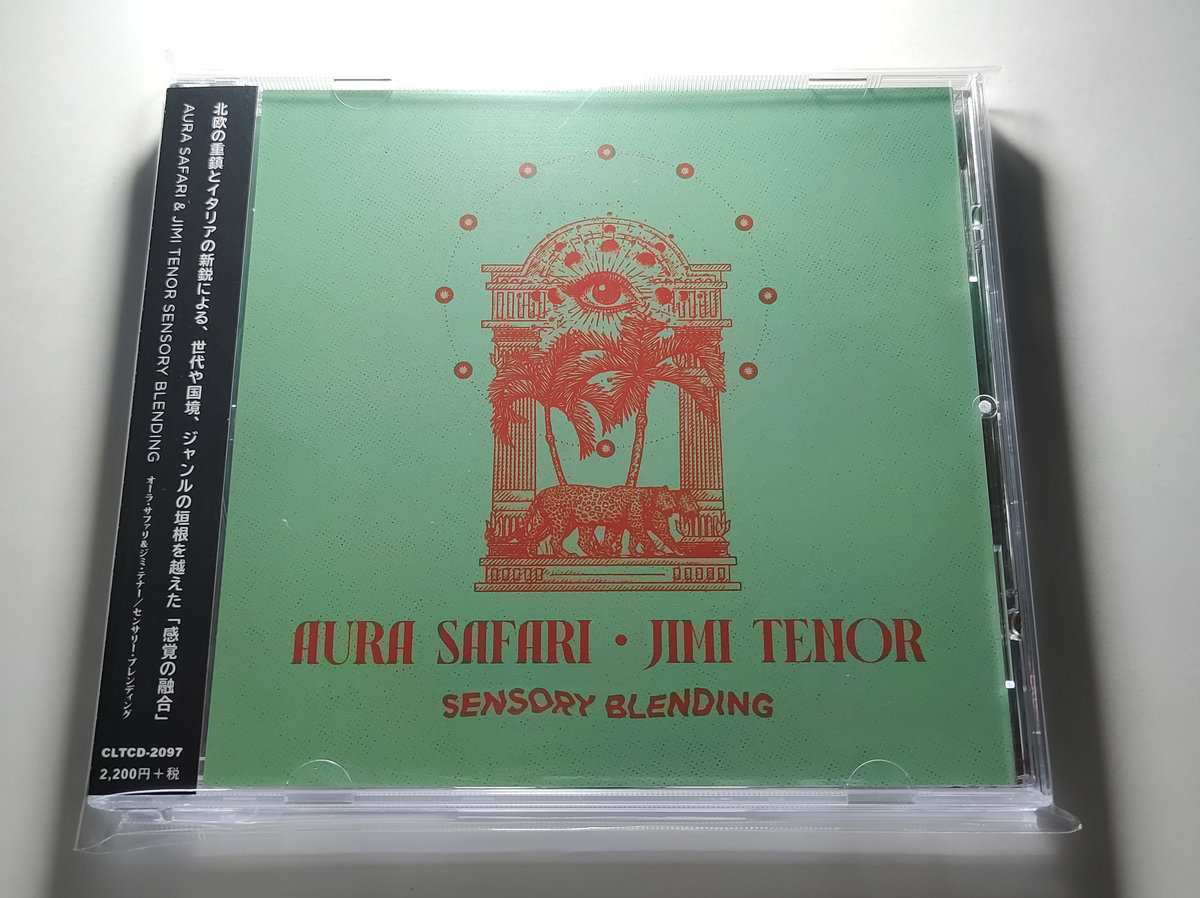 北欧の重鎮とイタリアの新鋭による、世代や国境、ジャンルの垣根を越えた「感覚の融合」
AURA SAFARI & JIMI TENOR SENSORY BLENDING オーラ・サファリ&ジミ・テナー/センサリー・ブレンディング
CLTCD-2097
2,200円+税
AURA SAFARI • JIMI TENOR
SENSORY BLENDING